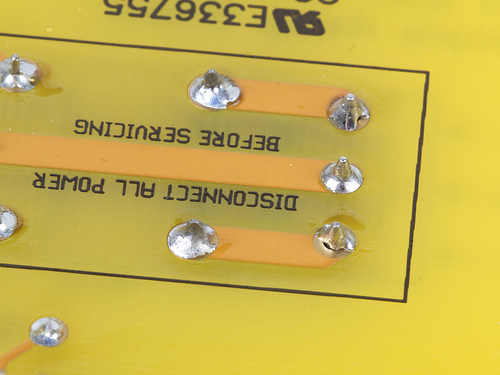 DISCONNECT ALL POWER
BEFORE SERVICING
E336755